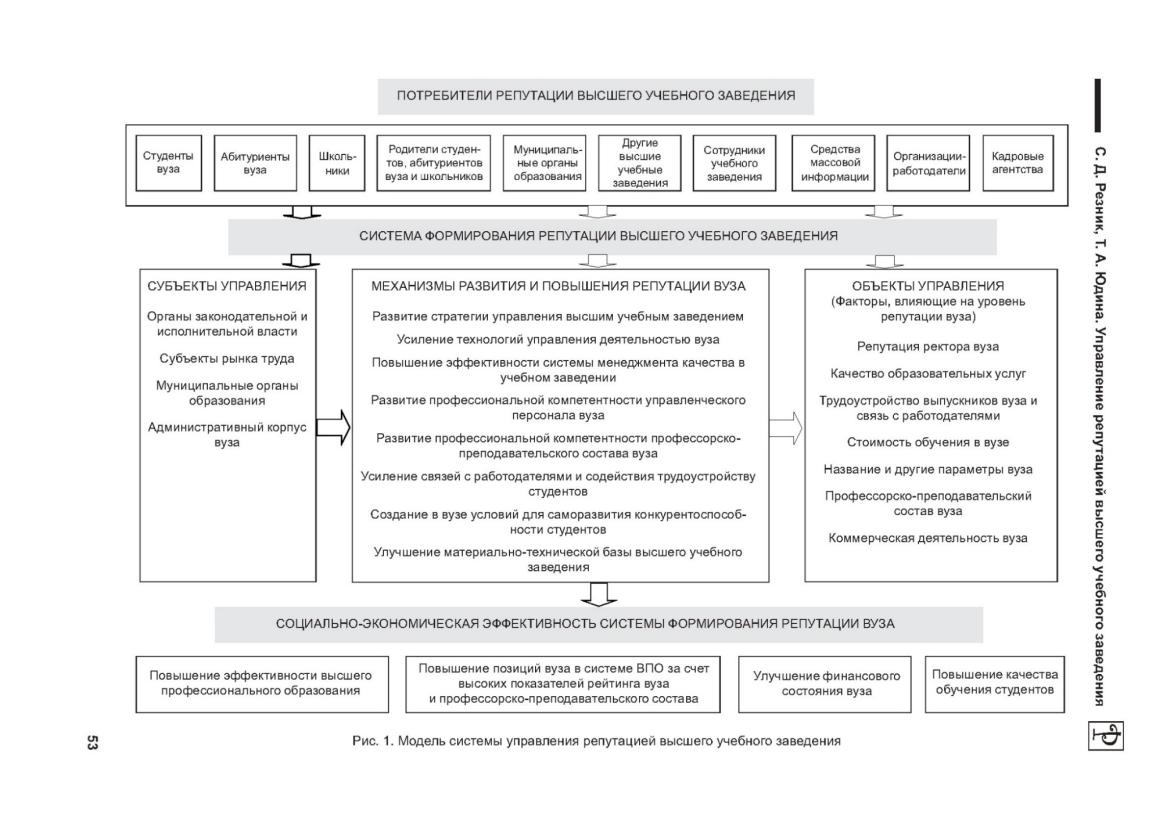 ПОТРЕБИТЕЛИ РЕПУТАЦИИ ВЫСШЕГО УЧЕБНОГО ЗАВЕДЕНИЯ
Студенты
вуза
Абитуриенты
вуза
Школь-
ники
Родители студен-
тов, абитуриентов
вуза и школьников
Муниципаль-
ные органы
образования
Другие
высшие
учебные
заведения
Сотрудники
учебного
заведения
Средства
массовой
информации
Организации-
работодатели
Кадровые
агентства
СИСТЕМА ФОРМИРОВАНИЯ РЕПУТАЦИИ ВЫСШЕГО УЧЕБНОГО ЗАВЕДЕНИЯ
СУБЪЕКТЫ УПРАВЛЕНИЯ
Органы законодательной и
исполнительной власти
Субъекты рынка труда
Муниципальные органы
образования
Административный корпус
вуза
МЕХАНИЗМЫ РАЗВИТИЯ И ПОВЫШЕНИЯ РЕПУТАЦИИ ВУЗА
Развитие стратегии управления высшим учебным заведением
Усиление технологий управления деятельностью вуза
Повышение эффективности системы менеджмента качества в
учебном заведении
Развитие профессиональной компетентности управленческого
персонала вуза
Развитие профессиональной компетентности профессорско-
преподавательского состава вуза
Усиление связей с работодателями и содействия трудоустройству
студентов
Создание в вузе условий для саморазвития конкурентоспособ-
ности студентов
Улучшение материально-технической базы высшего учебного
заведения
ОБЪЕКТЫ УПРАВЛЕНИЯ
(Факторы, влияющие на уровень
репутации вуза)
Репутация ректора вуза
Качество образовательных услуг
Трудоустройство выпускников вуза и
связь с работодателями
Стоимость обучения в вузе
Название и другие параметры вуза
Профессорско-преподавательский
состав вуза
Коммерческая деятельность вуза
СОЦИАЛЬНО-ЭКОНОМИЧЕСКАЯ ЭФФЕКТИВНОСТЬ СИСТЕМЫ ФОРМИРОВАНИЯ РЕПУТАЦИИ ВУЗА
Повышение эффективности высшего
профессионального образования
Повышение позиций вуза в системе ВПО за счет
высоких показателей рейтинга вуза
и профессорско-преподавательского состава
Улучшение финансового
состояния вуза
Повышение качества
обучения студентов
Рис. 1. Модель системы управления репутацией высшего учебного заведения
53
С. Д. Резник, Т. А. Юдина. Управление репутацией высшего учебного заведения